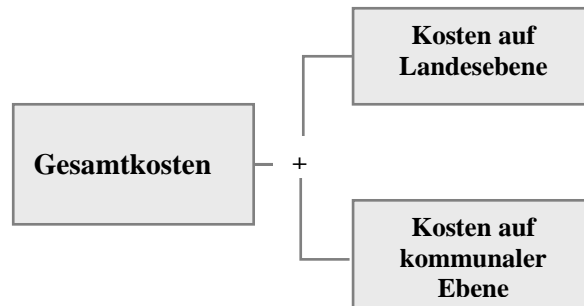 Kosten auf
Landesebene
Gesamtkosten
+
Kosten auf
kommunaler
Ebene